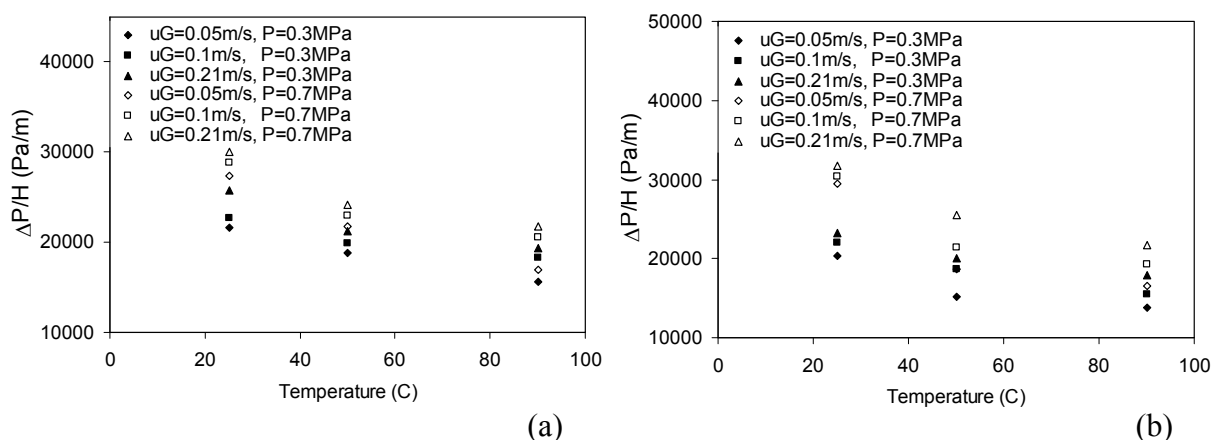 40000
30000
20000
10000
ΔP/H (Pa/m)
uG=0.05m/s, P=0.3MPa
uG=0.1m/s, P=0.3MPa
uG=0.21m/s, P=0.3MPa
uG=0.05m/s, P=0.7MPa
uG=0.1m/s, P=0.7MPa
uG=0.21m/s, P=0.7MPa
0 20 40 60 80 100
Temperature (C)
(a)
50000
40000
30000
20000
10000
ΔP/H (Pa/m)
uG=0.05m/s, P=0.3MPa
uG=0.1m/s, P=0.3MPa
uG=0.21m/s, P=0.3MPa
uG=0.05m/s, P=0.7MPa
uG=0.1m/s, P=0.7MPa
uG=0.21m/s, P=0.7MPa
0 20 40 60 80 100
Temperature (C)
(b)